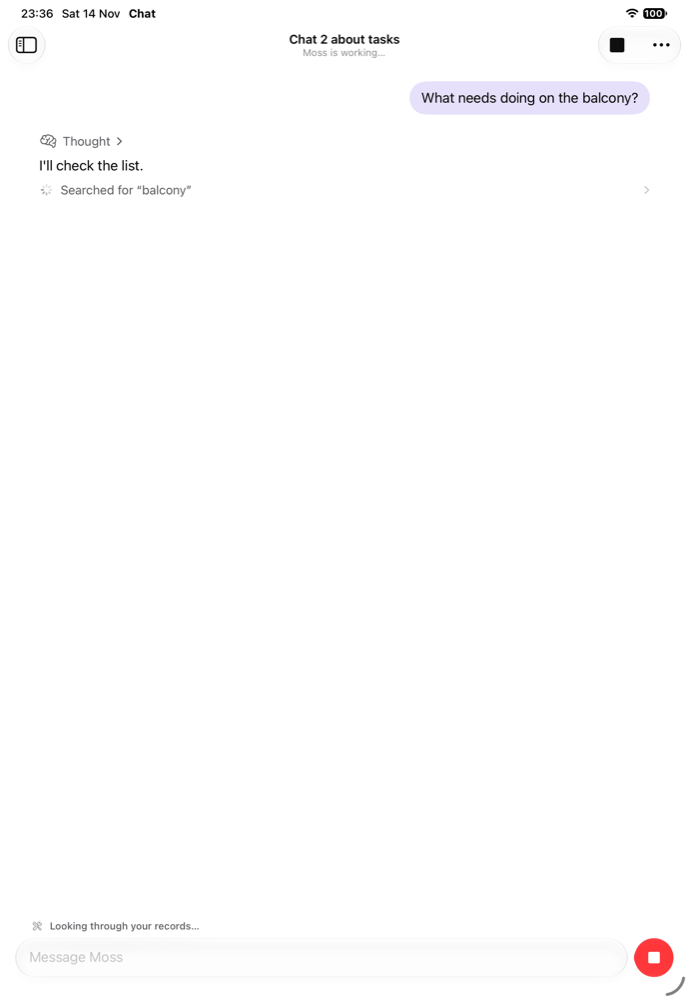 23:36 Sat 14 Nov Chat
100
Chat 2 about tasks
Moss is working...
What needs doing on the balcony?
Thought
I'll check the list.
Searched for “balcony”
Looking through your records...
Message Moss